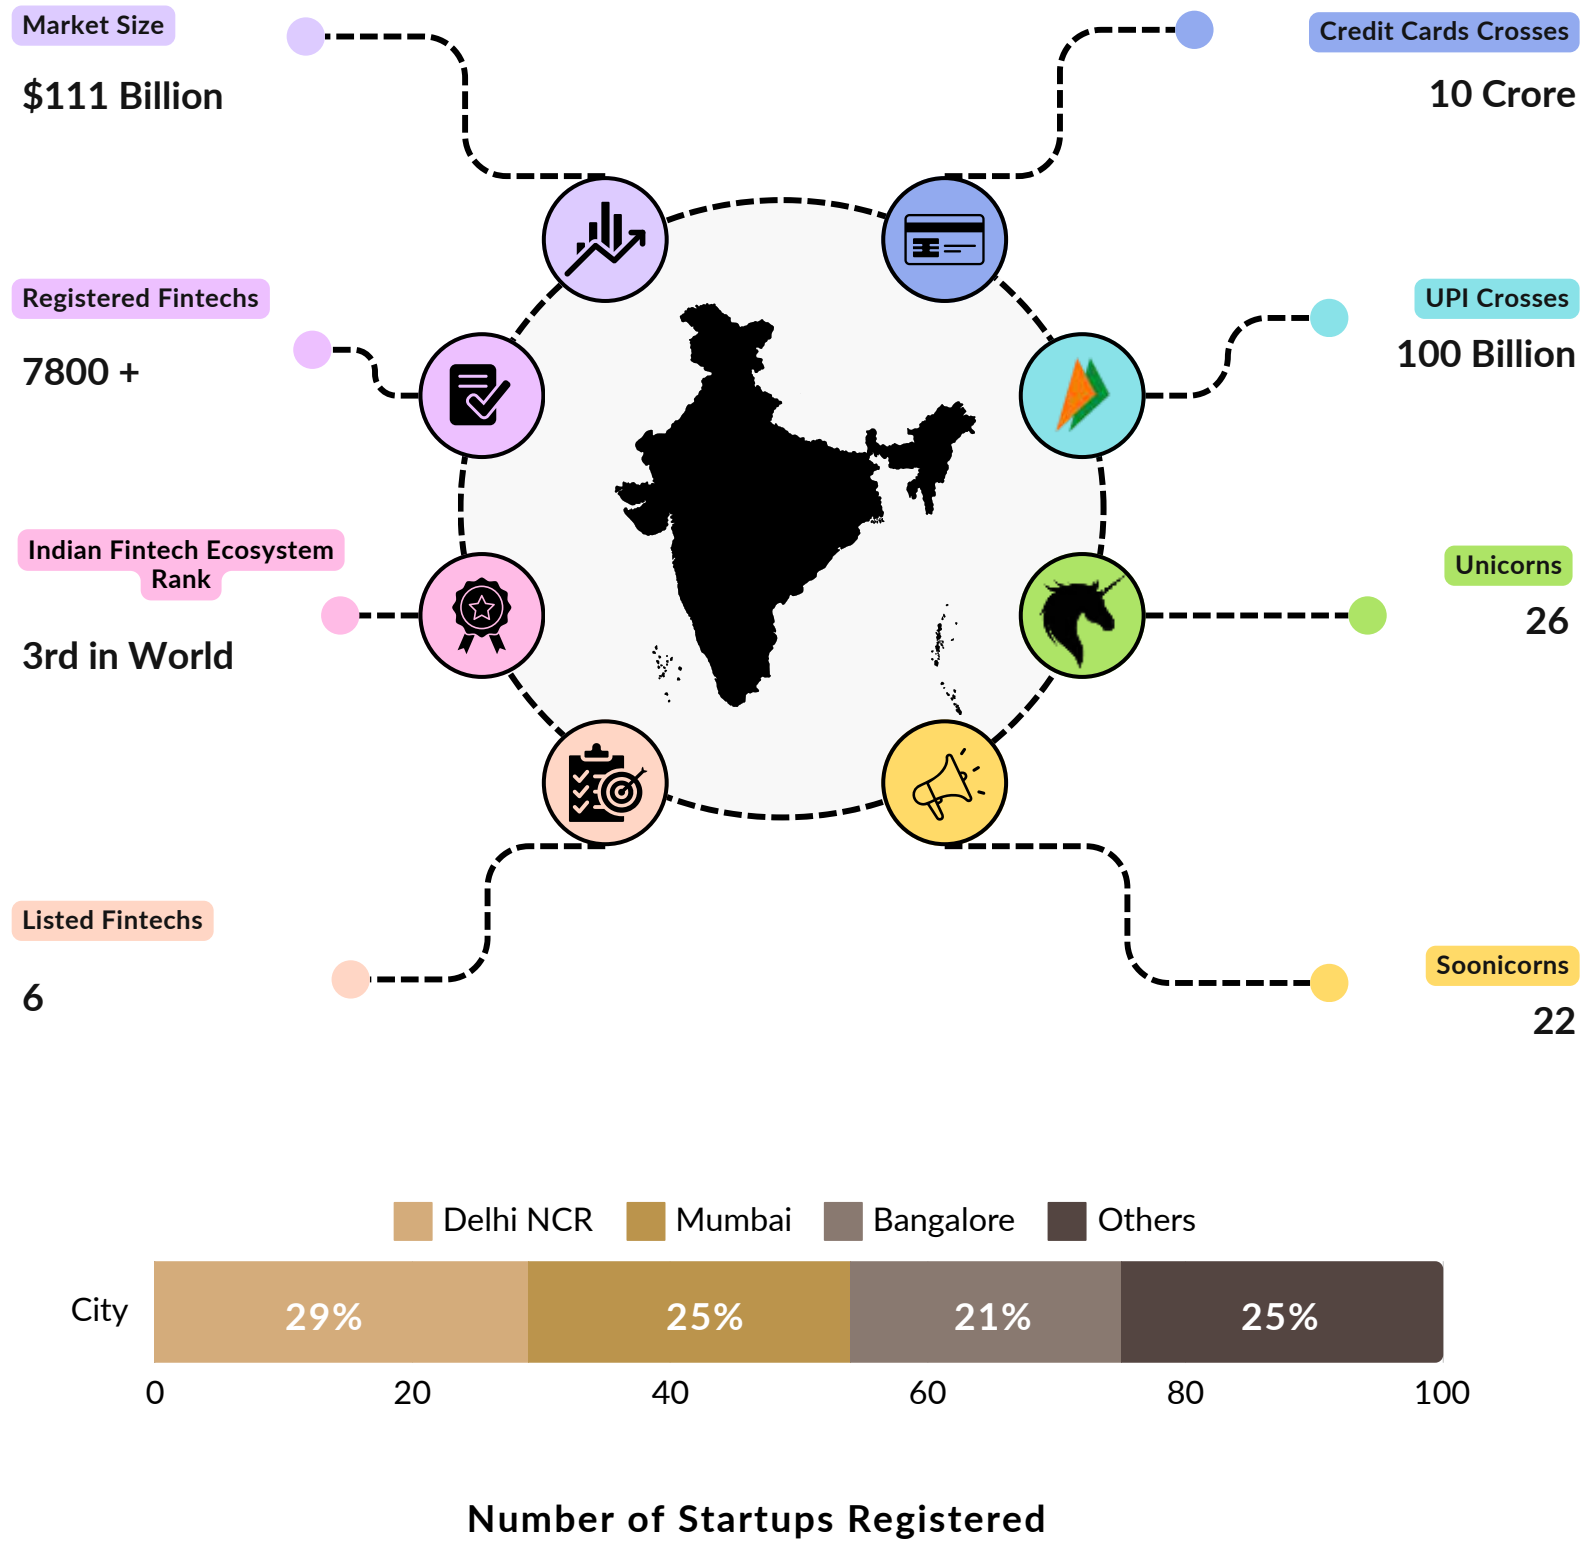 Market Size
$111 Billion
Credit Cards Crosses
10 Crore
Registered Fintechs
7800 +
UPI Crosses
100 Billion
Indian Fintech Ecosystem
Rank
3rd in World
Unicorns
26
Listed Fintechs
6
Soonicorns
22
Delhi NCR Mumbai Bangalore Others
City 29% 25% 21% 25%
0 20 40 60 80 100
Number of Startups Registered